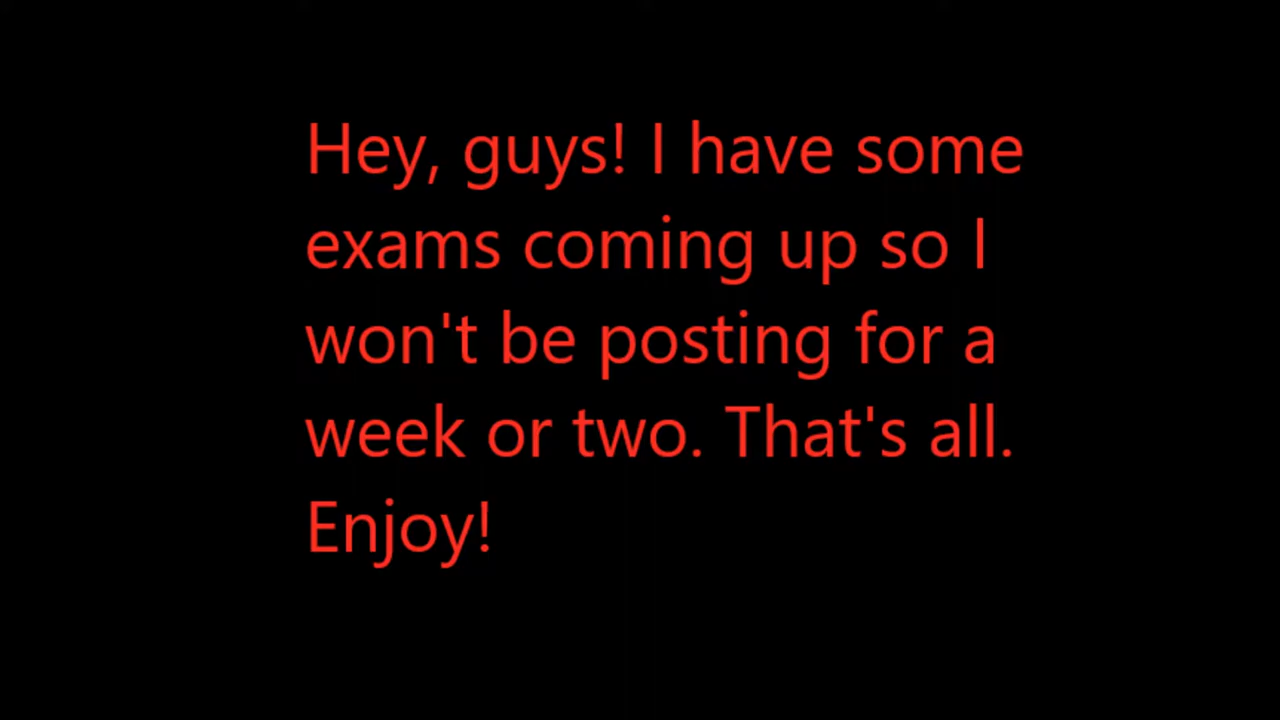 Hey, guys! I have some
exams coming up so I
won't be posting for a
week or two. That's all.
Enjoy!